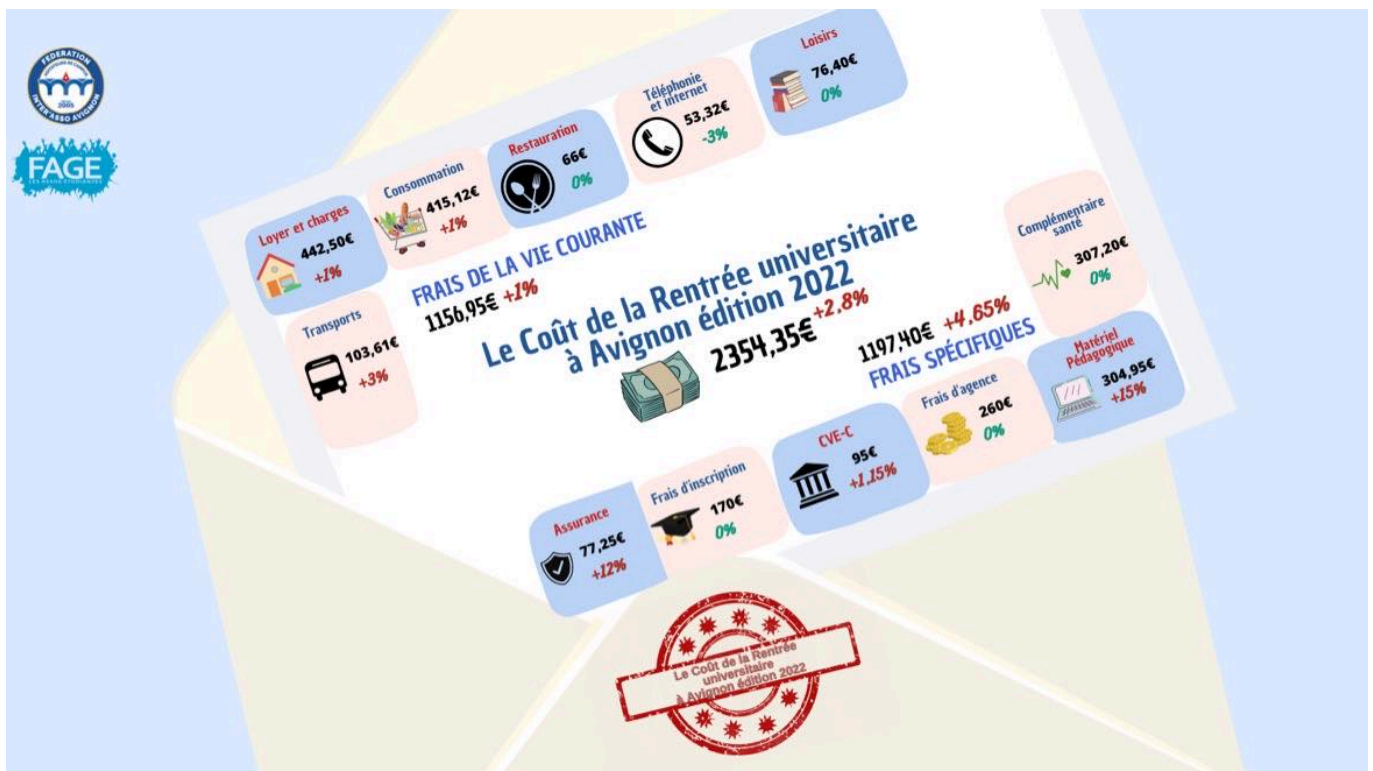 FEDERATION
INTER'ASSO AVIGNON
2005
FAGE
LES ASSOS ÉTUDIANTES
Loyer et charges
442,50€
+1%
Consommation
415,12€
+1%
Restauration
66€
0%
Téléphonie
et internet
53,32€
-3%
Loisirs
76,40€
0%
Transports
103,61€
+3%
FRAIS DE LA VIE COURANTE
1156,95€ +1%
Le Coût de la Rentrée universitaire
à Avignon édition 2022
2354,35€ +2,8%
1197,40€ +4,65%
FRAIS SPÉCIFIQUES
Complémentaire
santé
307,20€
0%
Matériel
Pédagogique
304,95€
+15%
Frais d'agence
260€
0%
CVE-C
95€
+1,15%
Frais d'inscription
170€
0%
Assurance
77,25€
+12%
Le Coût de la Rentrée
universitaire
à Avignon édition 2022